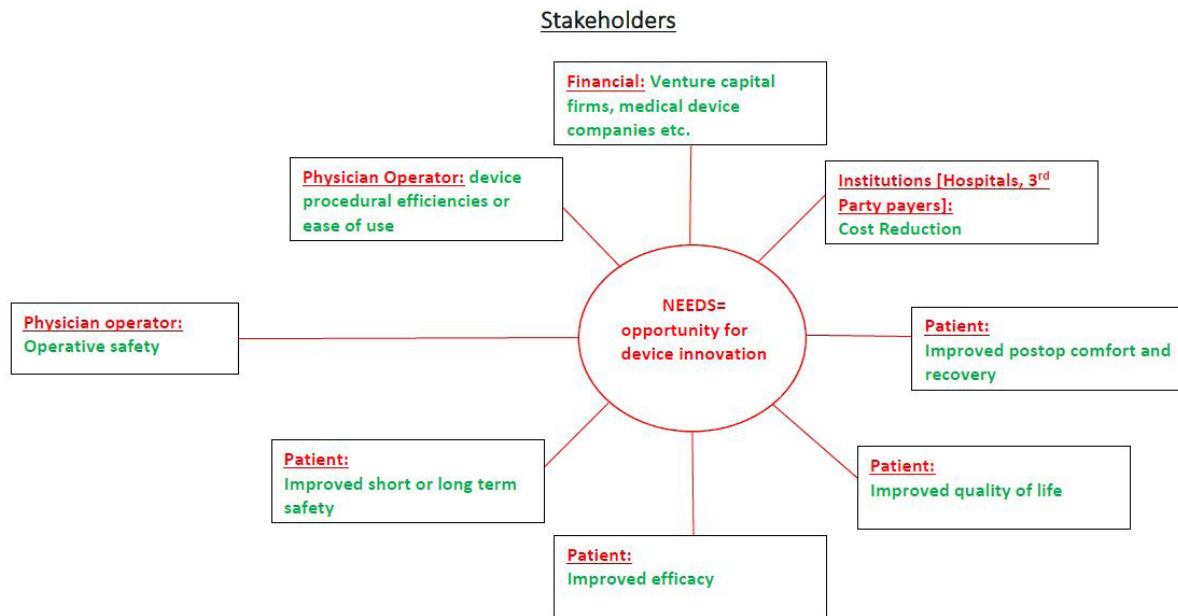 Stakeholders
Financial: Venture capital
firms, medical device
companies etc.
Physician Operator: device
procedural efficiencies or
ease of use
Institutions [Hospitals, 3rd
Party payers]:
Cost Reduction
NEEDS=
opportunity for
device innovation
Physician operator:
Operative safety
Patient:
Improved postop comfort and
recovery
Patient:
Improved short or long term
safety
Patient:
Improved quality of life
Patient:
Improved efficacy